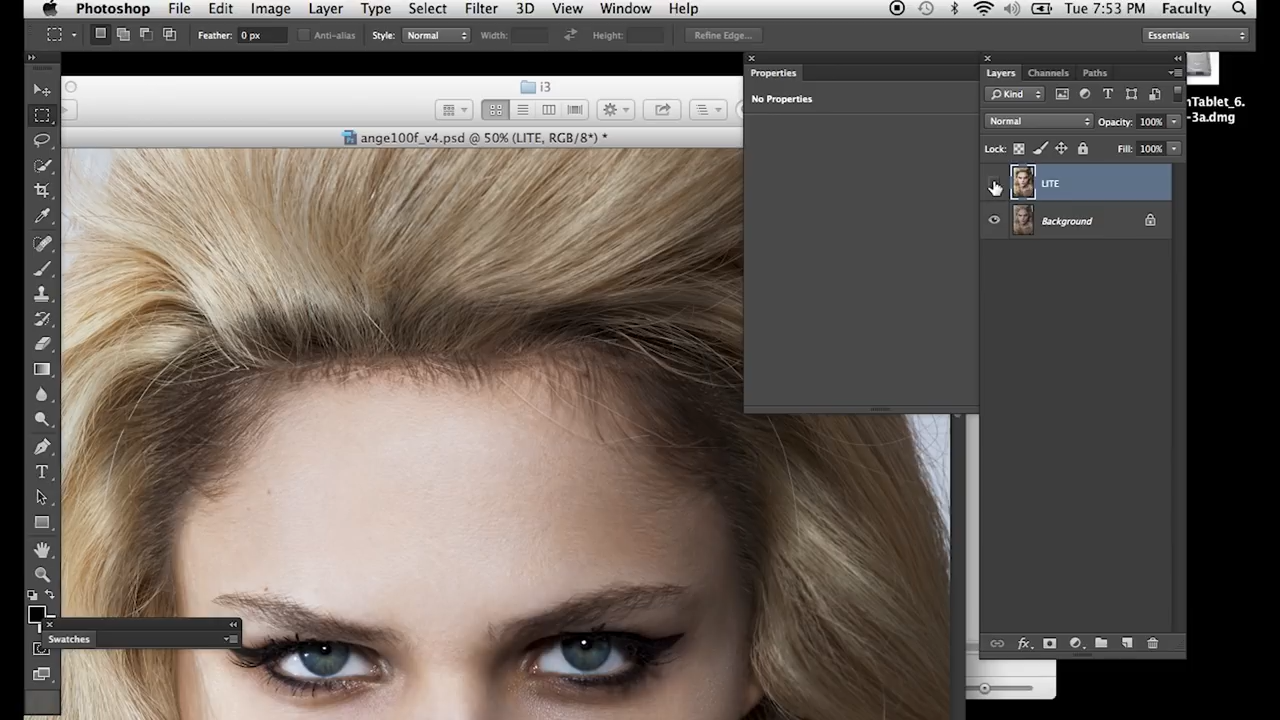 Photoshop File Edit Image Layer Type Select Filter 3D View Window Help Tue 7:53 PM Faculty
Feather: 0 px Anti-alias Style: Normal Width: Height: Refine Edge... Essentials
Properties
No Properties
Layers Channels Paths
Kind
Normal Opacity: 100%
Lock: Fill: 100%
LITE
Background
i3
ange100f_v4.psd @ 50% (LITE, RGB/8*) *
nTablet_6.
-3a.dmg
Swatches